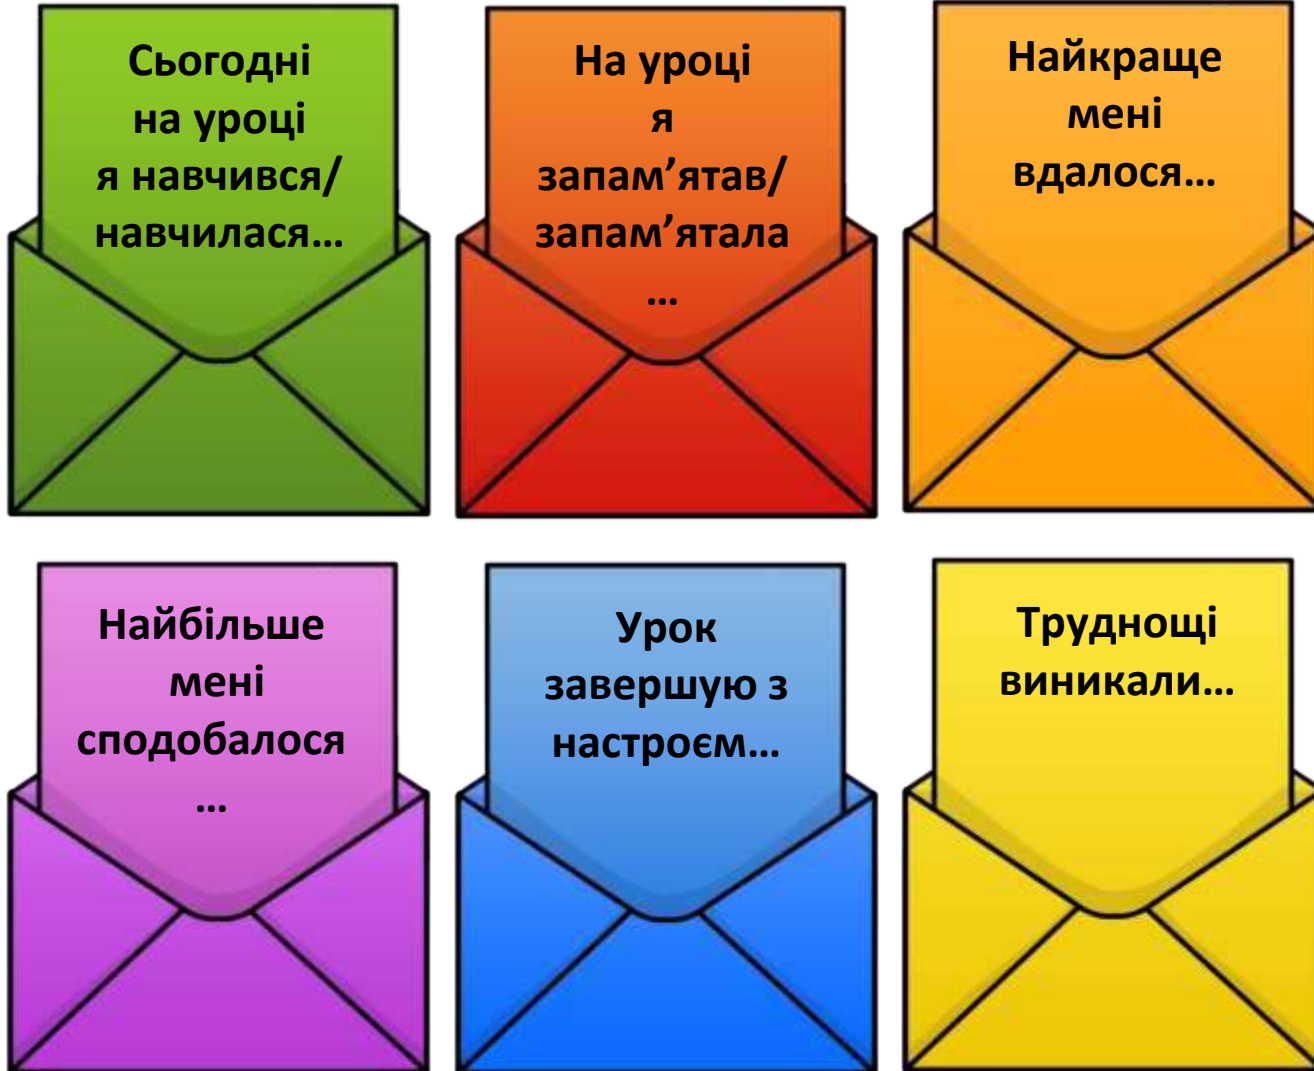 Сьогодні
на уроці
я навчився/
навчилася…
На уроці
я
запам’ятав/
запам’ятала
…
Найкраще
мені
вдалося…
Найбільше
мені
сподобалося
…
Урок
завершую з
настроєм…
Труднощі
виникали…